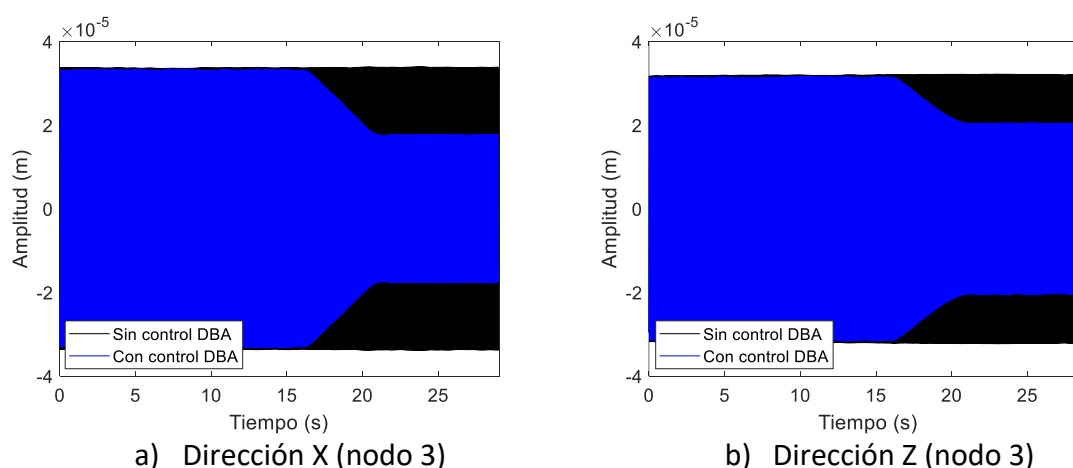 ×10⁻⁵
4
2
0
-2
-4
Amplitud (m)
Sin control DBA
Con control DBA
0 5 10 15 20 25
Tiempo (s)
a) Dirección X (nodo 3)
×10⁻⁵
4
2
0
-2
-4
Amplitud (m)
Sin control DBA
Con control DBA
0 5 10 15 20 25
Tiempo (s)
b) Dirección Z (nodo 3)